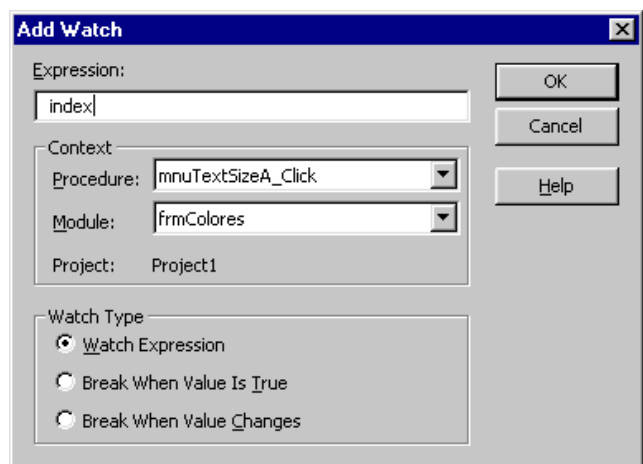 Add Watch
Expression:
index
OK
Cancel
Help
Context
Procedure: mnuTextSizeA_Click
Module: frmColores
Project: Project1
Watch Type
Watch Expression
Break When Value Is True
Break When Value Changes